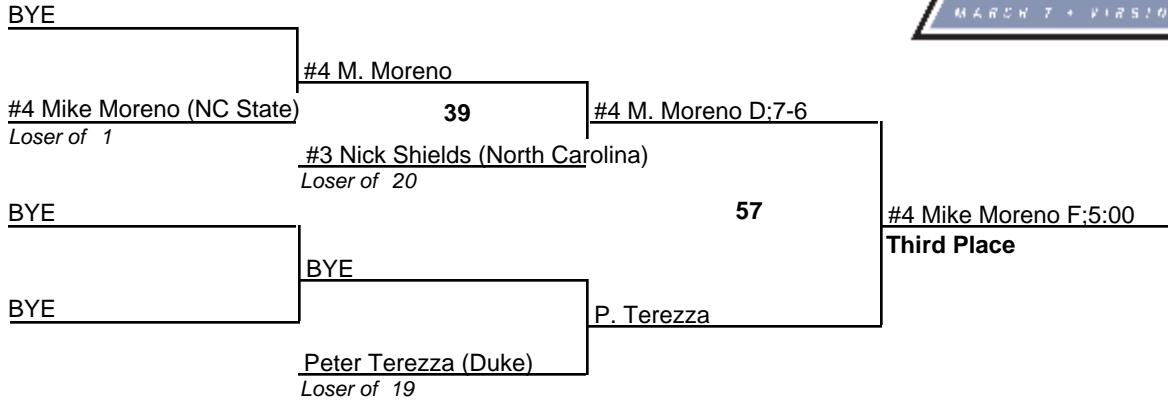 BYE
MARCH 7
#4 M. Moreno
#4 Mike Moreno (NC State)
Loser of 1
39
#4 M. Moreno D;7-6
#3 Nick Shields (North Carolina)
Loser of 20
BYE
57
#4 Mike Moreno F;5:00
Third Place
BYE
BYE
P. Terezza
Peter Terezza (Duke)
Loser of 19